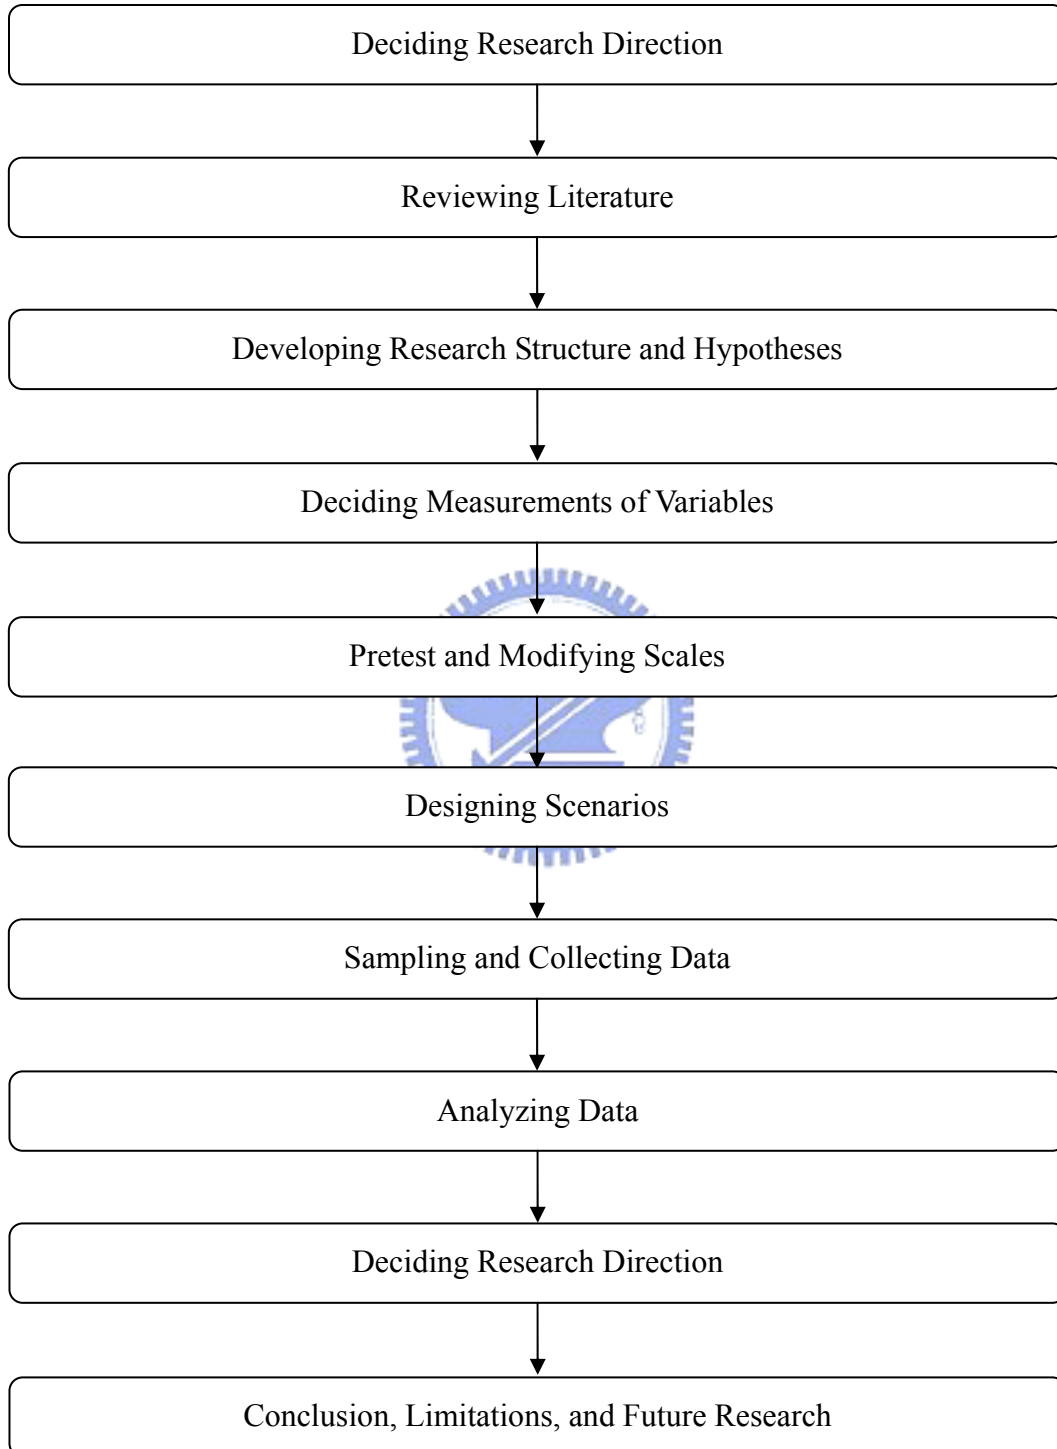 Deciding Research Direction
Reviewing Literature
Developing Research Structure and Hypotheses
Deciding Measurements of Variables
Pretest and Modifying Scales
Designing Scenarios
Sampling and Collecting Data
Analyzing Data
Deciding Research Direction
Conclusion, Limitations, and Future Research